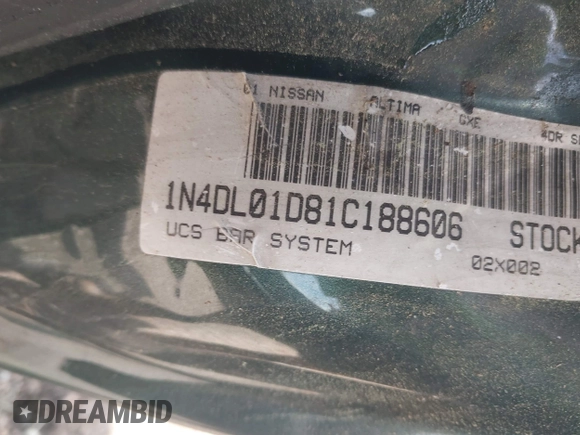 01 NISSAN ALTIMA GXE 4DR S
1N4DL01D81C188606 STOCK
UCS BAR SYSTEM 02X002
DREAMBID